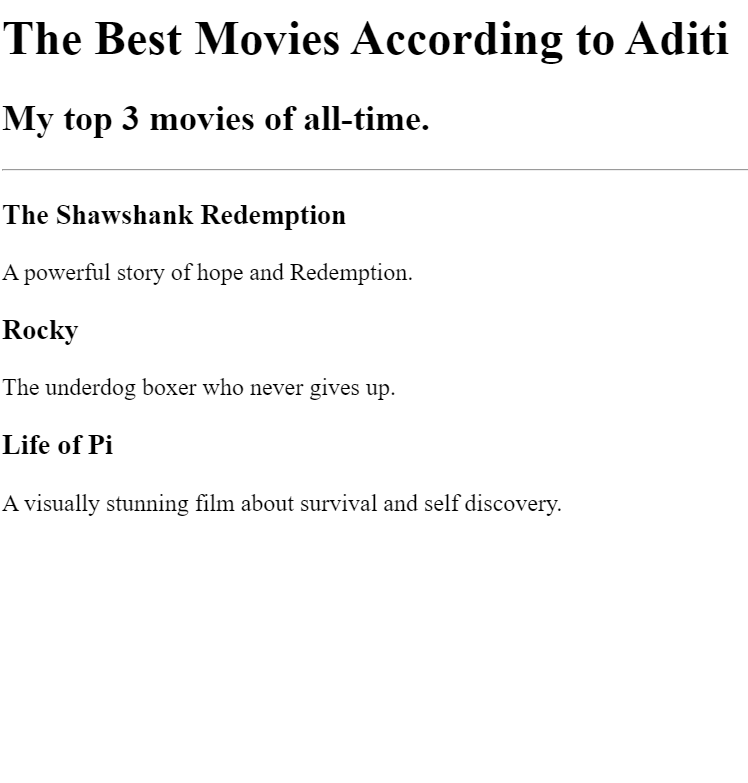 The Best Movies According to Aditi
My top 3 movies of all-time.
The Shawshank Redemption
A powerful story of hope and Redemption.
Rocky
The underdog boxer who never gives up.
Life of Pi
A visually stunning film about survival and self discovery.